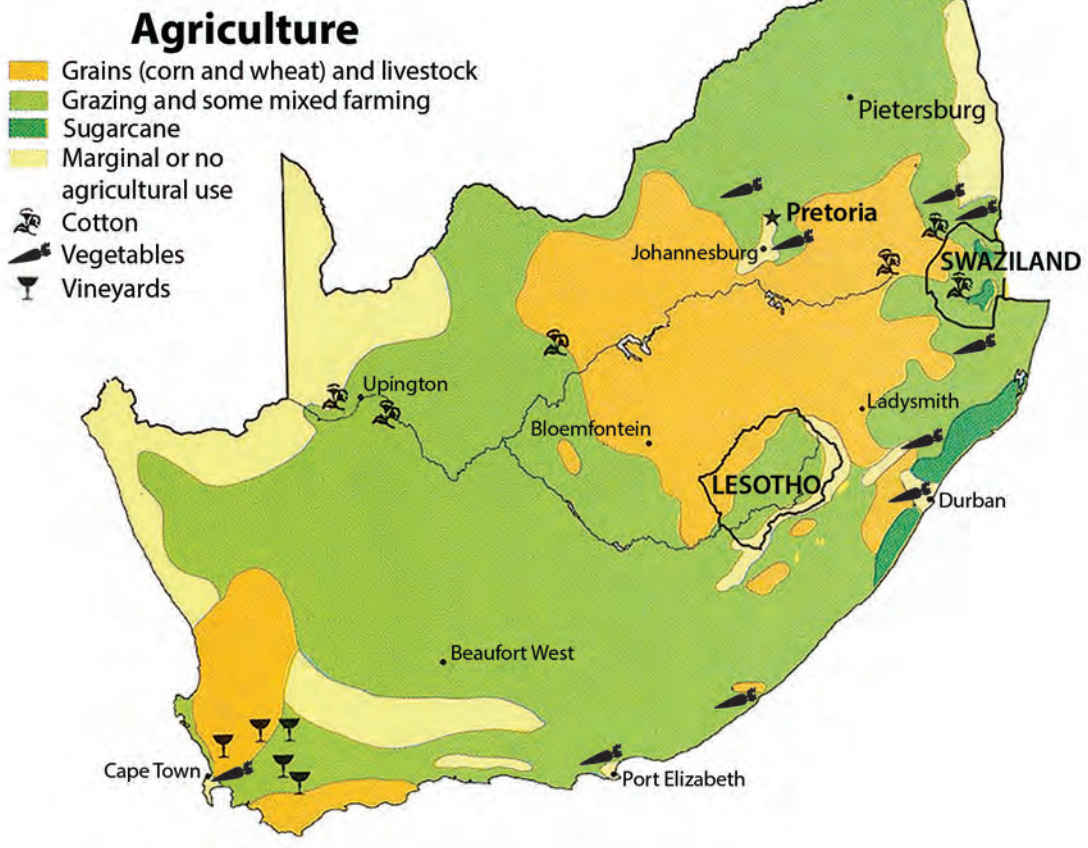 Agriculture
Grains (corn and wheat) and livestock
Grazing and some mixed farming
Sugarcane
Marginal or no
agricultural use
Cotton
Vegetables
Vineyards
Pietersburg
Pretoria
Johannesburg
SWAZILAND
Upington
Ladysmith
Bloemfontein
LESOTHO
Durban
Beaufort West
Cape Town
Port Elizabeth